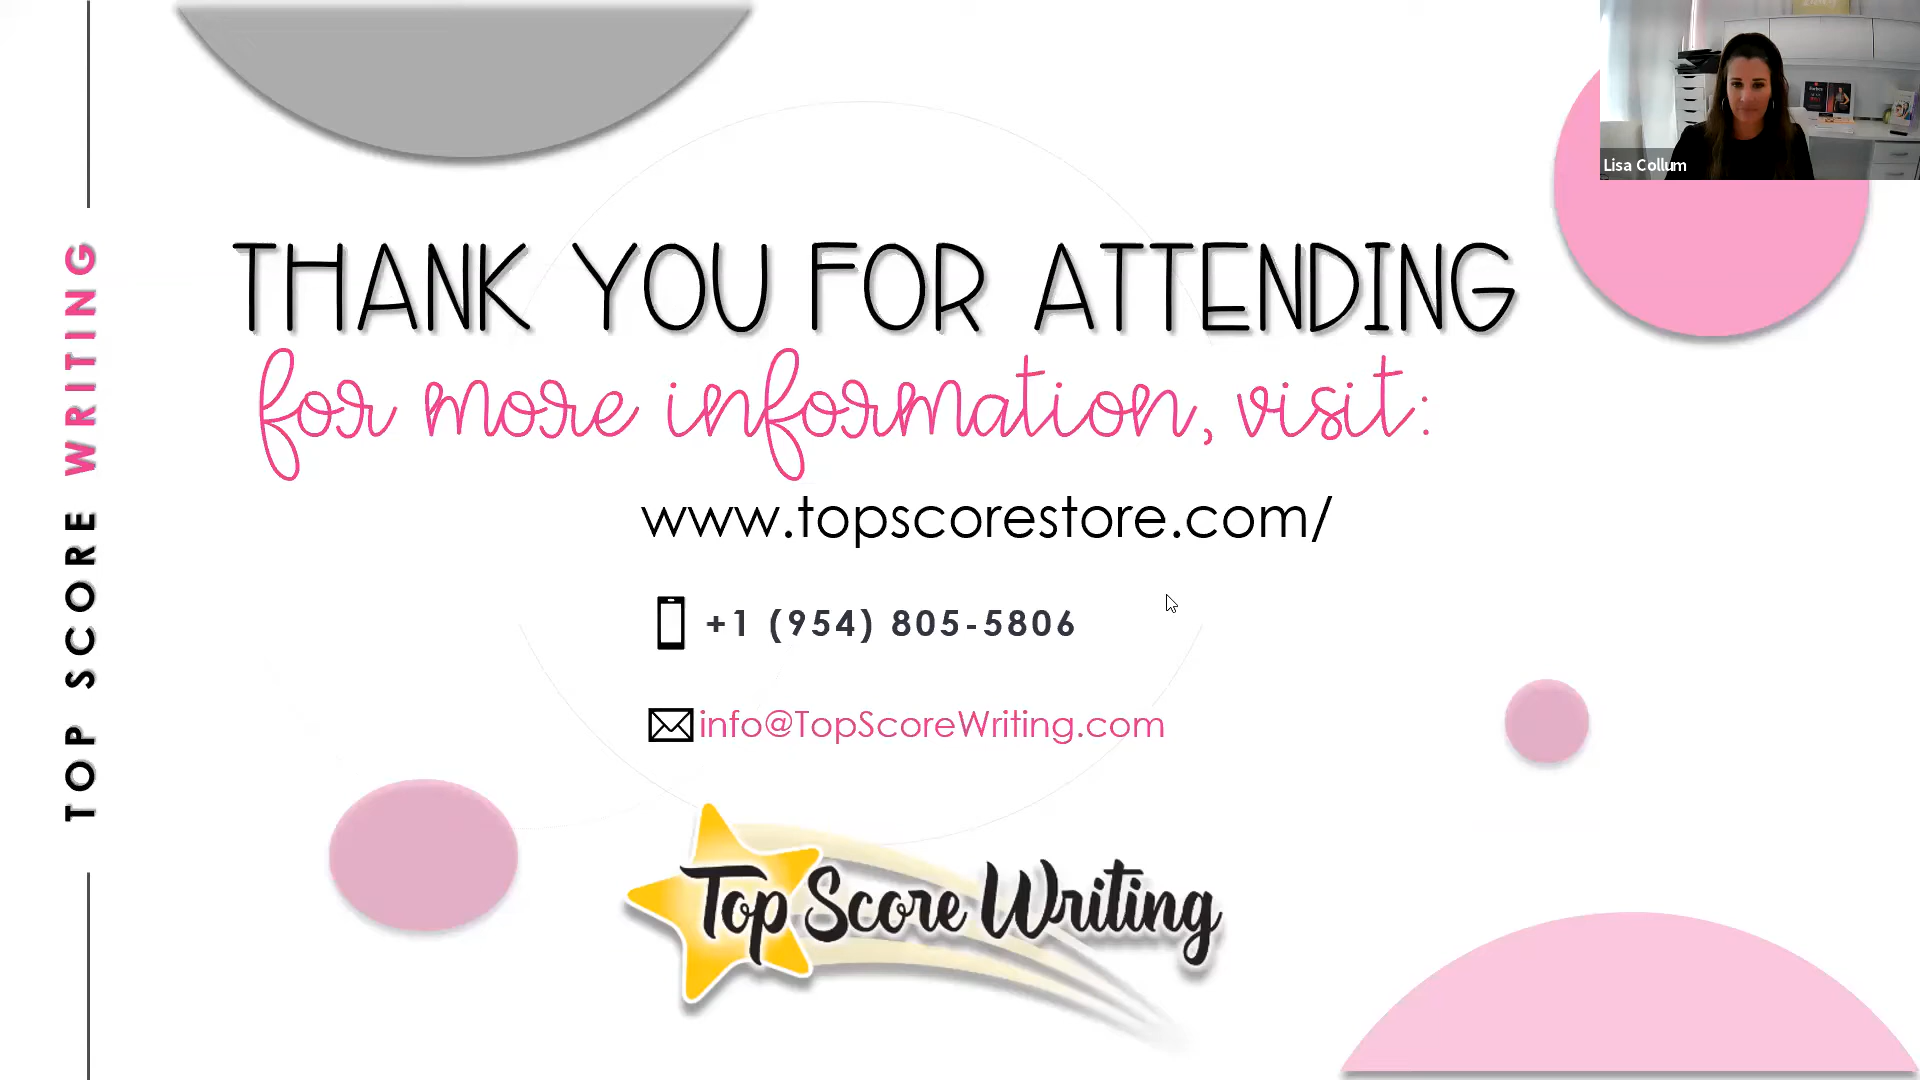 Lisa Collum
TOP SCORE WRITING
THANK YOU FOR ATTENDING
for more information, visit:
www.topscorestore.com/
+1 (954) 805-5806
info@TopScoreWriting.com
Top Score Writing